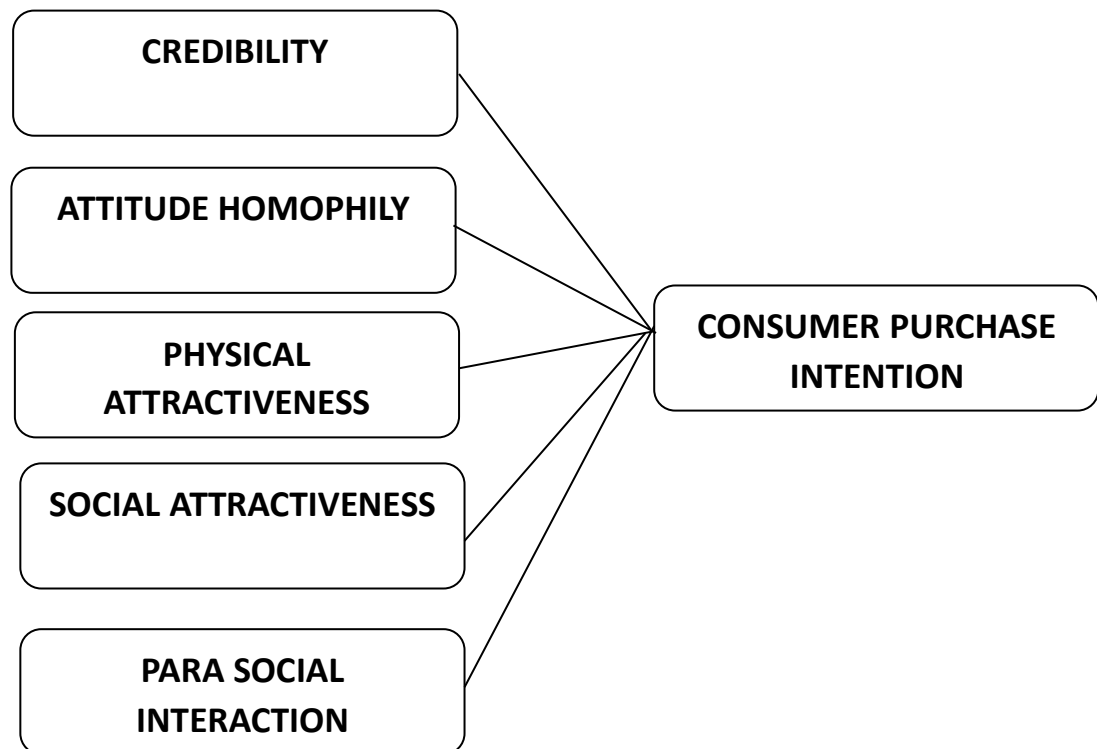 CREDIBILITY
ATTITUDE HOMOPHILY
PHYSICAL
ATTRACTIVENESS
SOCIAL ATTRACTIVENESS
PARA SOCIAL
INTERACTION
CONSUMER PURCHASE
INTENTION